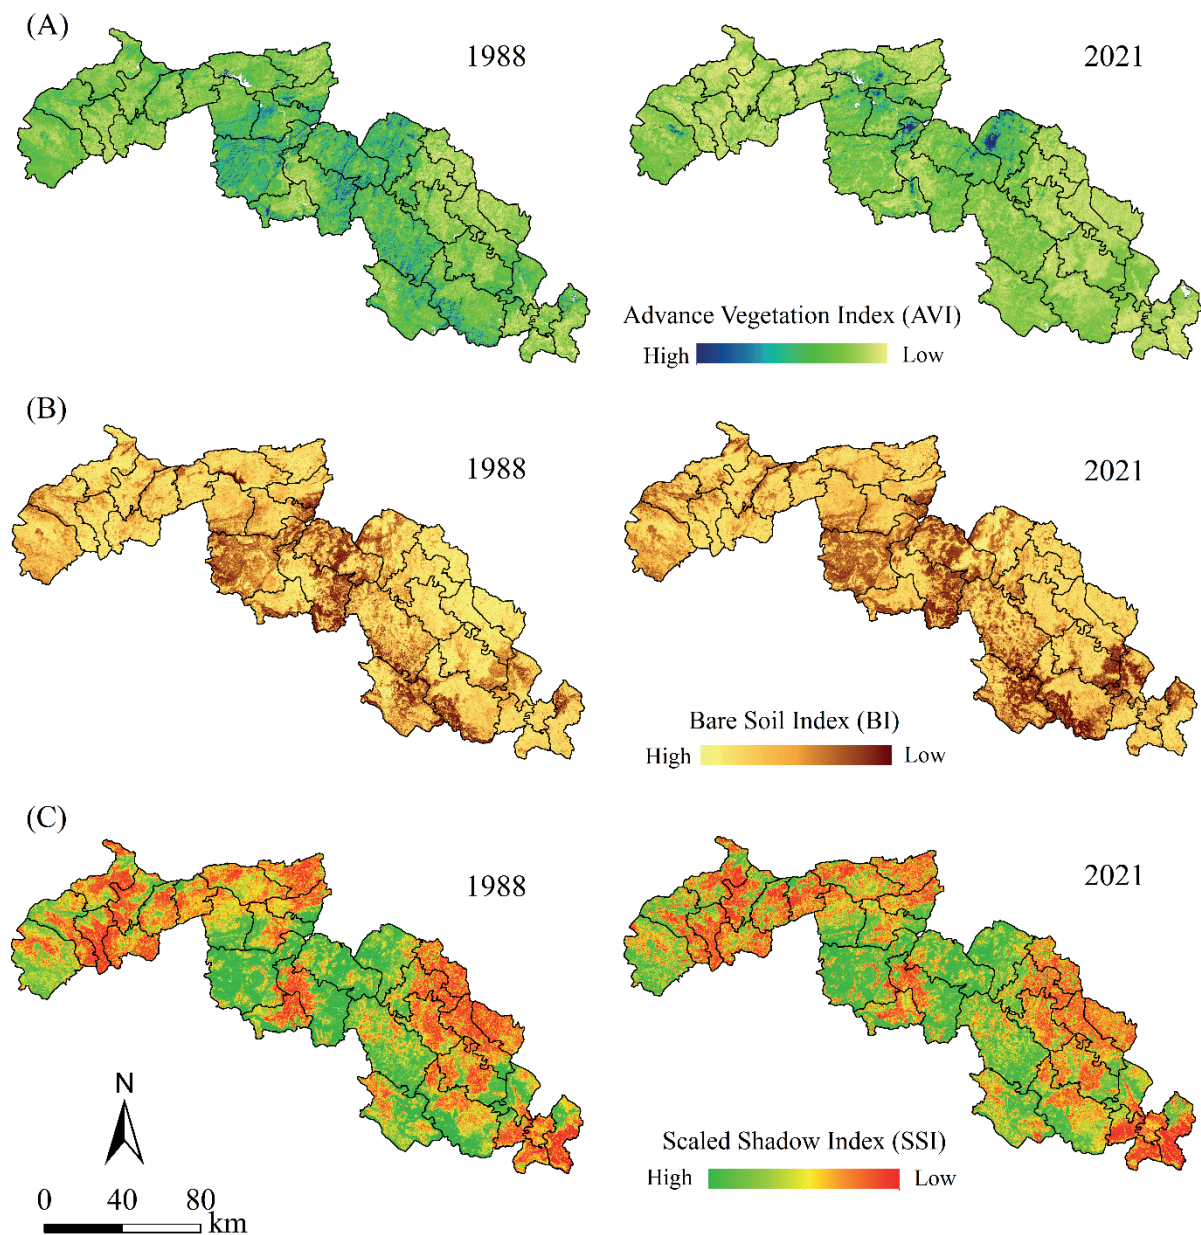 (A)
1988
2021
Advance Vegetation Index (AVI)
High Low
(B)
1988
2021
Bare Soil Index (BI)
High Low
(C)
1988
2021
N
Scaled Shadow Index (SSI)
High Low
0 40 80
km